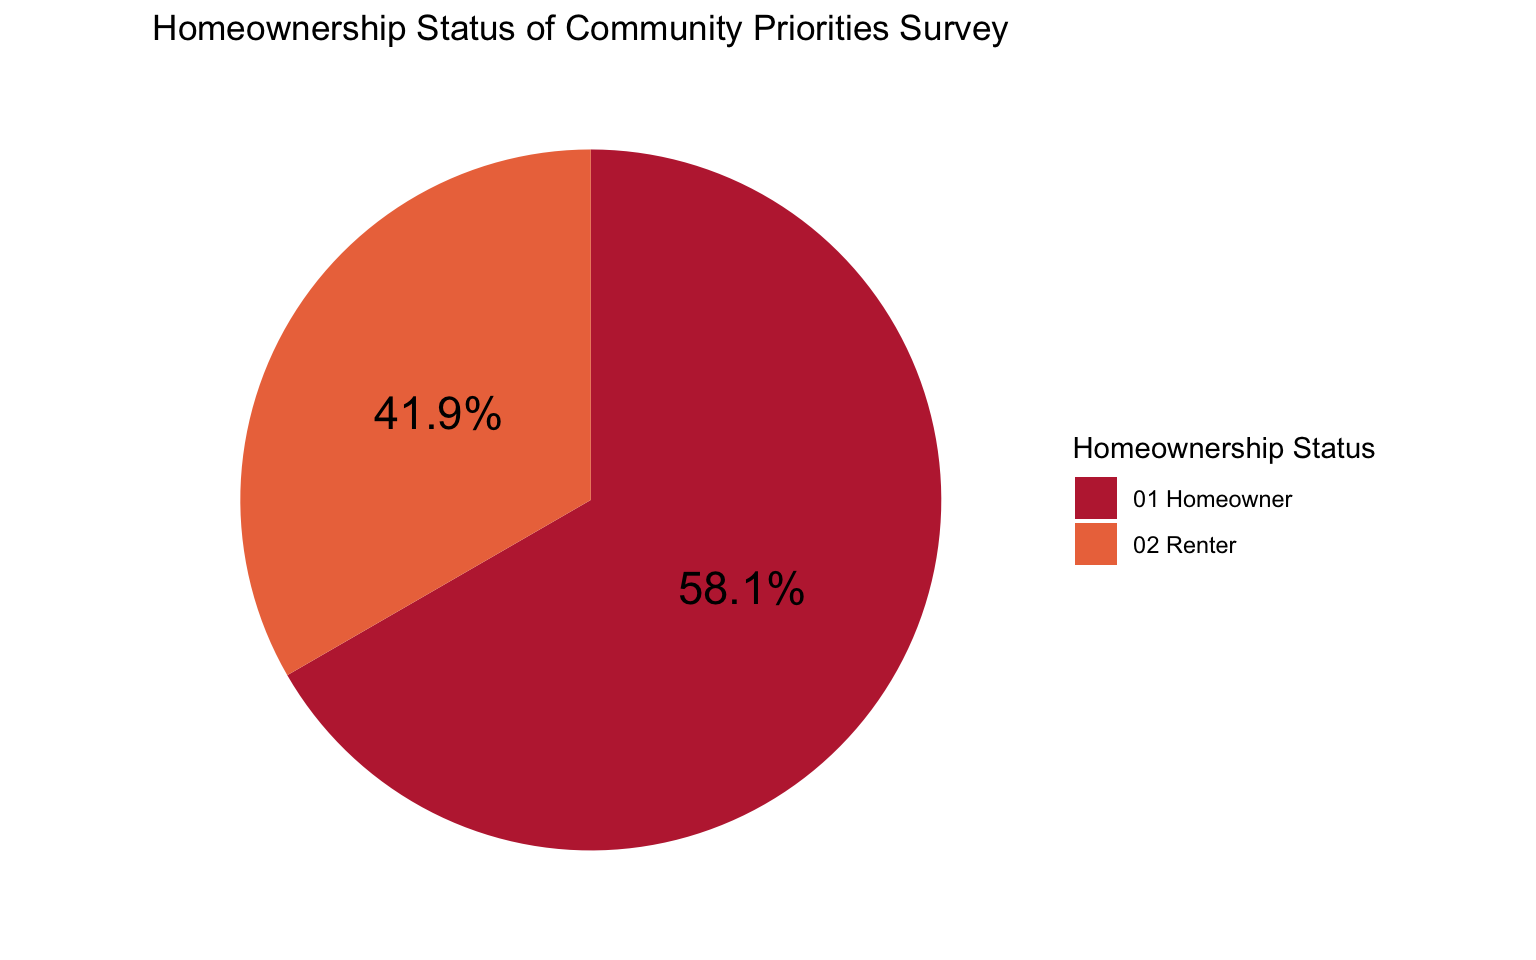 Homeownership Status of Community Priorities Survey
41.9%
58.1%
Homeownership Status
01 Homeowner
02 Renter